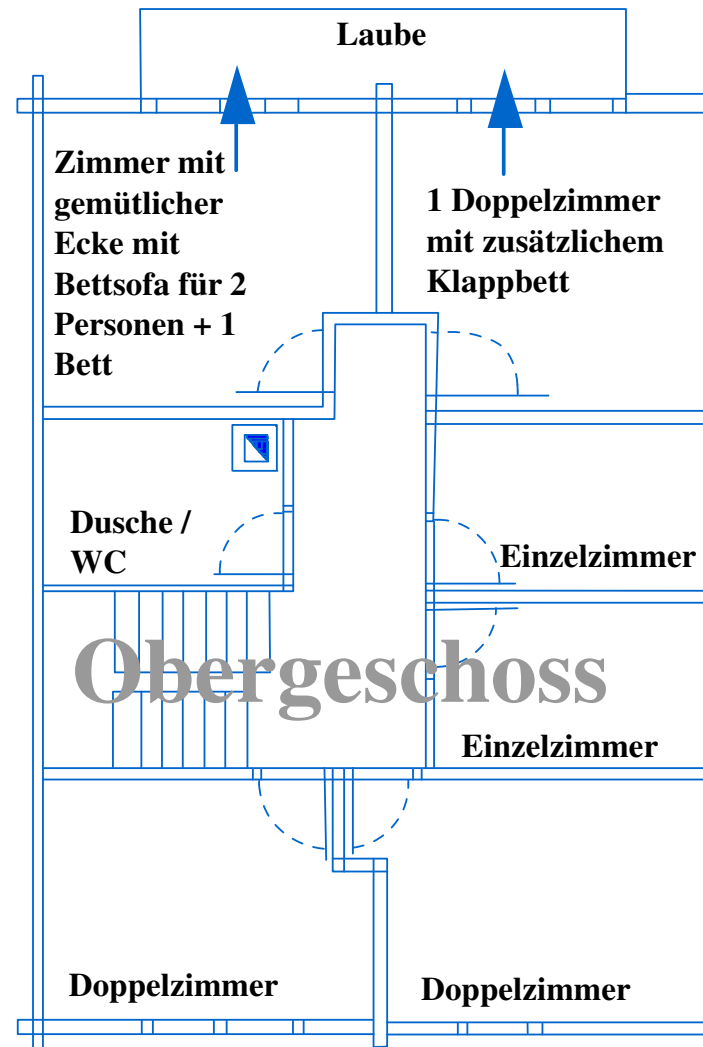 Laube
Zimmer mit
gemütlicher
Ecke mit
Bettsofa für 2
Personen + 1
Bett
1 Doppelzimmer
mit zusätzlichem
Klappbett
Dusche /
WC
Einzelzimmer
Obergeschoss
Einzelzimmer
Doppelzimmer
Doppelzimmer